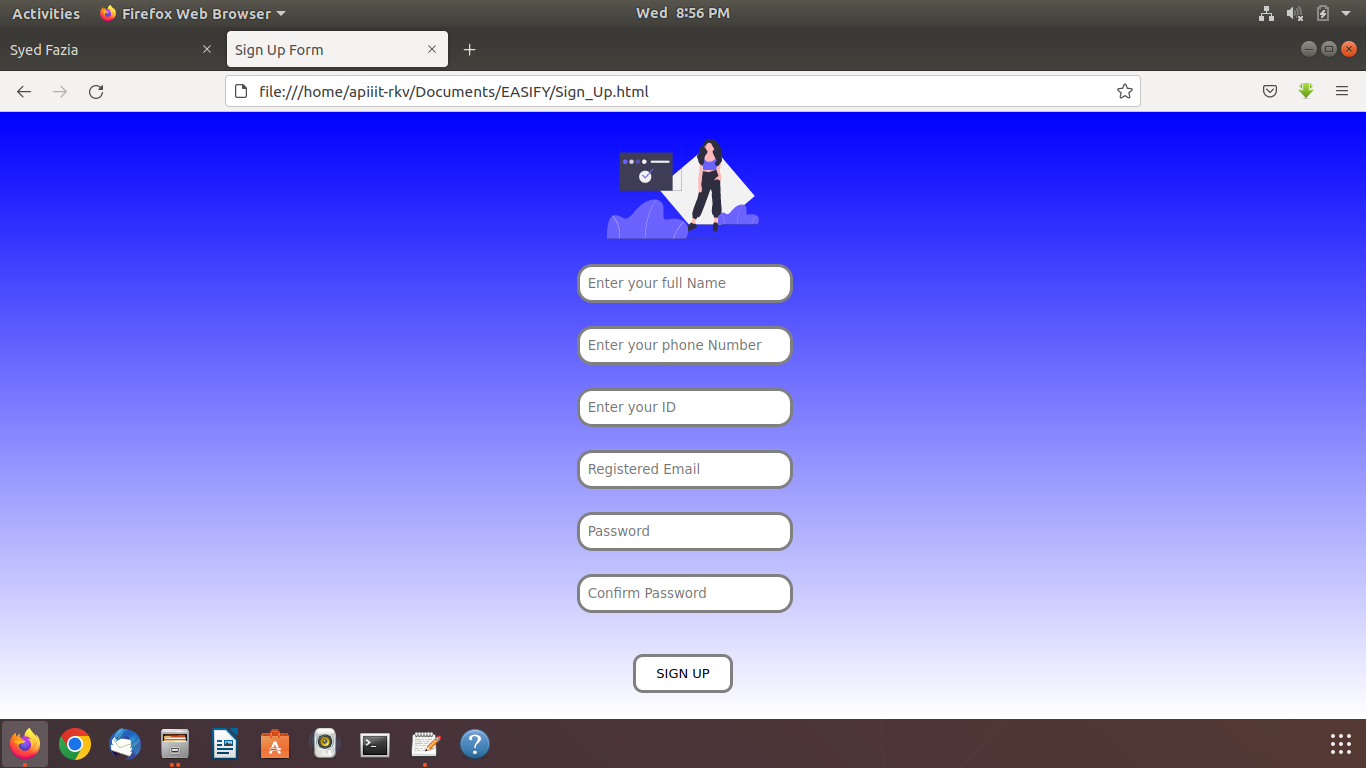 Activities Firefox Web Browser Wed 8:56 PM
Syed Fazia Sign Up Form
file:///home/apiiit-rkv/Documents/EASIFY/Sign_Up.html
Enter your full Name
Enter your phone Number
Enter your ID
Registered Email
Password
Confirm Password
SIGN UP